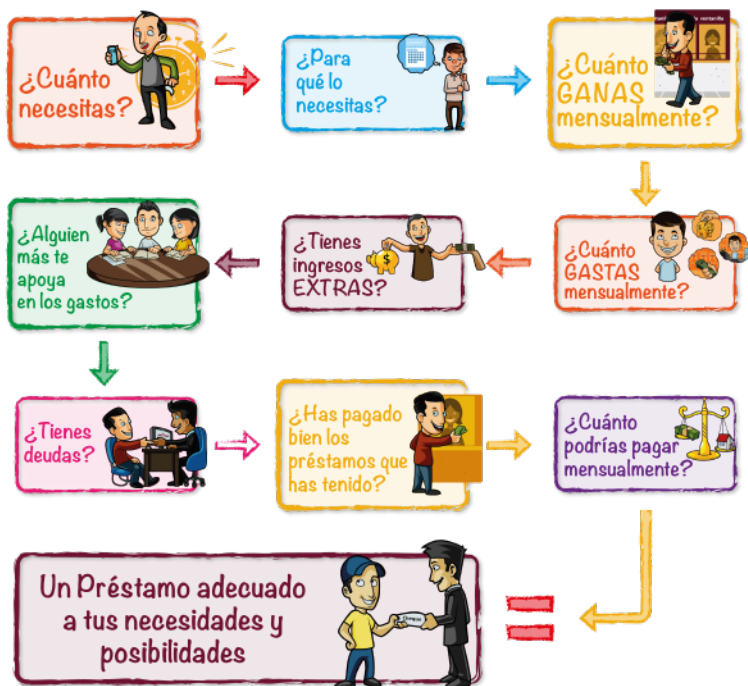 ¿Cuánto
necesitas?
¿Para
qué lo
necesitas?
¿Cuánto
GANAS
mensualmente?
¿Cuánto
GASTAS
mensualmente?
¿Tienes
ingresos
EXTRAS?
¿Alguien
más te
apoya
en los gastos?
¿Tienes
deudas?
¿Has pagado
bien los
préstamos que
has tenido?
¿Cuánto
podrías pagar
mensualmente?
Un Préstamo adecuado
a tus necesidades y
posibilidades